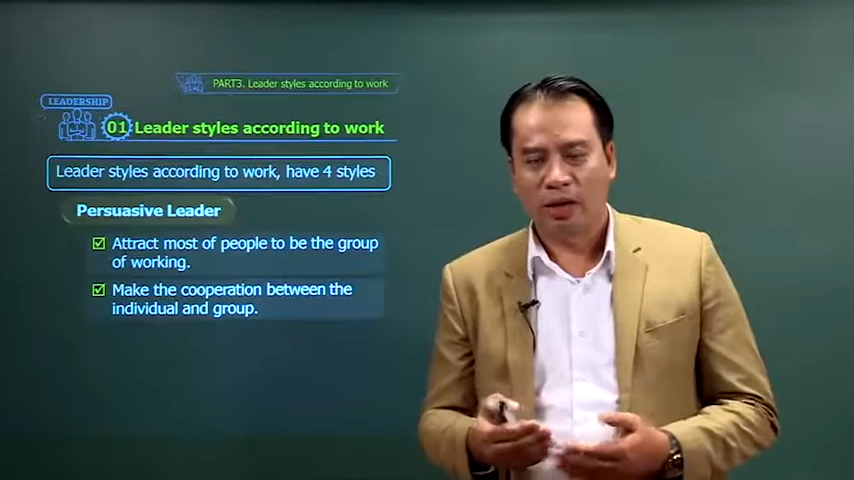 PART3. Leader styles according to work
LEADERSHIP
01 Leader styles according to work
Leader styles according to work, have 4 styles
Persuasive Leader
Attract most of people to be the group
of working.
Make the cooperation between the
individual and group.